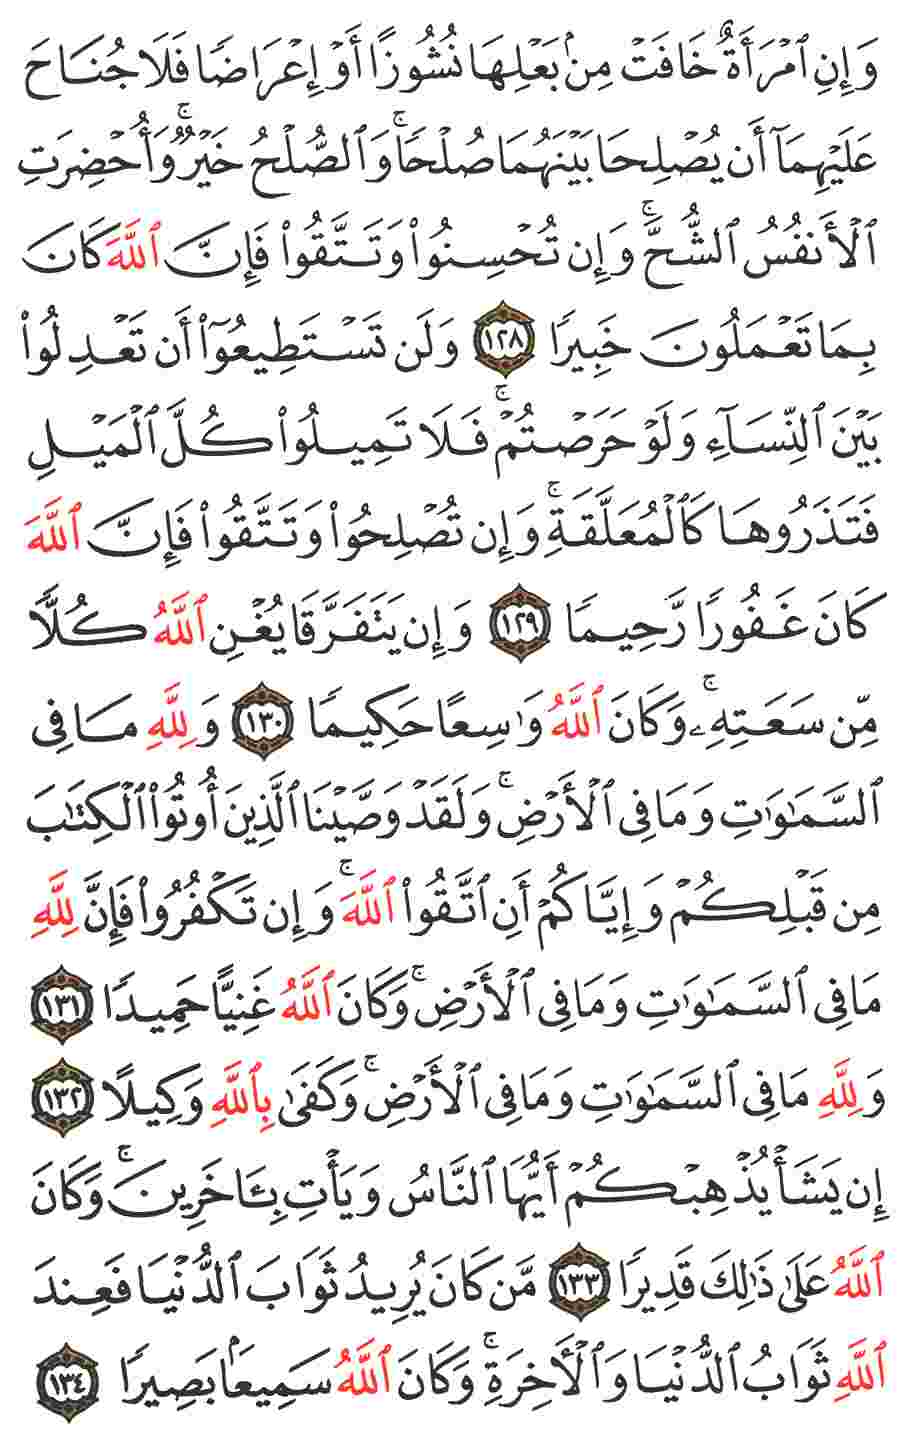 وَإِنِ ٱمْرَأَةٌ خَافَتْ مِنۢ بَعْلِهَا نُشُوزًا أَوْ إِعْرَاضًا فَلَا جُنَاحَ
عَلَيْهِمَآ أَن يُصْلِحَا بَيْنَهُمَا صُلْحًا ۚ وَٱلصُّلْحُ خَيْرٌ ۗ وَأُحْضِرَتِ
ٱلْأَنفُسُ ٱلشُّحَّ ۚ وَإِن تُحْسِنُوا۟ وَتَتَّقُوا۟ فَإِنَّ ٱللَّهَ كَانَ
بِمَا تَعْمَلُونَ خَبِيرًا ١٢٨ وَلَن تَسْتَطِيعُوٓا۟ أَن تَعْدِلُوا۟
بَيْنَ ٱلنِّسَآءِ وَلَوْ حَرَصْتُمْ ۖ فَلَا تَمِيلُوا۟ كُلَّ ٱلْمَيْلِ
فَتَذَرُوهَا كَٱلْمُعَلَّقَةِ ۚ وَإِن تُصْلِحُوا۟ وَتَتَّقُوا۟ فَإِنَّ ٱللَّهَ
كَانَ غَفُورًا رَّحِيمًا ١٢٩ وَإِن يَتَفَرَّقَا يُغْنِ ٱللَّهُ كُلًّا
مِّن سَعَتِهِۦ ۚ وَكَانَ ٱللَّهُ وَٰسِعًا حَكِيمًا ١٣٠ وَلِلَّهِ مَا فِى
ٱلسَّمَٰوَٰتِ وَمَا فِى ٱلْأَرْضِ ۗ وَلَقَدْ وَصَّيْنَا ٱلَّذِينَ أُوتُوا۟ ٱلْكِتَٰبَ
مِن قَبْلِكُمْ وَإِيَّاكُمْ أَنِ ٱتَّقُوا۟ ٱللَّهَ ۚ وَإِن تَكْفُرُوا۟ فَإِنَّ لِلَّهِ
مَا فِى ٱلسَّمَٰوَٰتِ وَمَا فِى ٱلْأَرْضِ ۚ وَكَانَ ٱللَّهُ غَنِيًّا حَمِيدًا ١٣١
وَلِلَّهِ مَا فِى ٱلسَّمَٰوَٰتِ وَمَا فِى ٱلْأَرْضِ ۚ وَكَفَىٰ بِٱللَّهِ وَكِيلًا ١٣٢
إِن يَشَأْ يُذْهِبْكُمْ أَيُّهَا ٱلنَّاسُ وَيَأْتِ بِـَٔاخَرِينَ ۚ وَكَانَ
ٱللَّهُ عَلَىٰ ذَٰلِكَ قَدِيرًا ١٣٣ مَّن كَانَ يُرِيدُ ثَوَابَ ٱلدُّنْيَا فَعِندَ
ٱللَّهِ ثَوَابُ ٱلدُّنْيَا وَٱلْـَٔاخِرَةِ ۚ وَكَانَ ٱللَّهُ سَمِيعًۢا بَصِيرًا ١٣٤